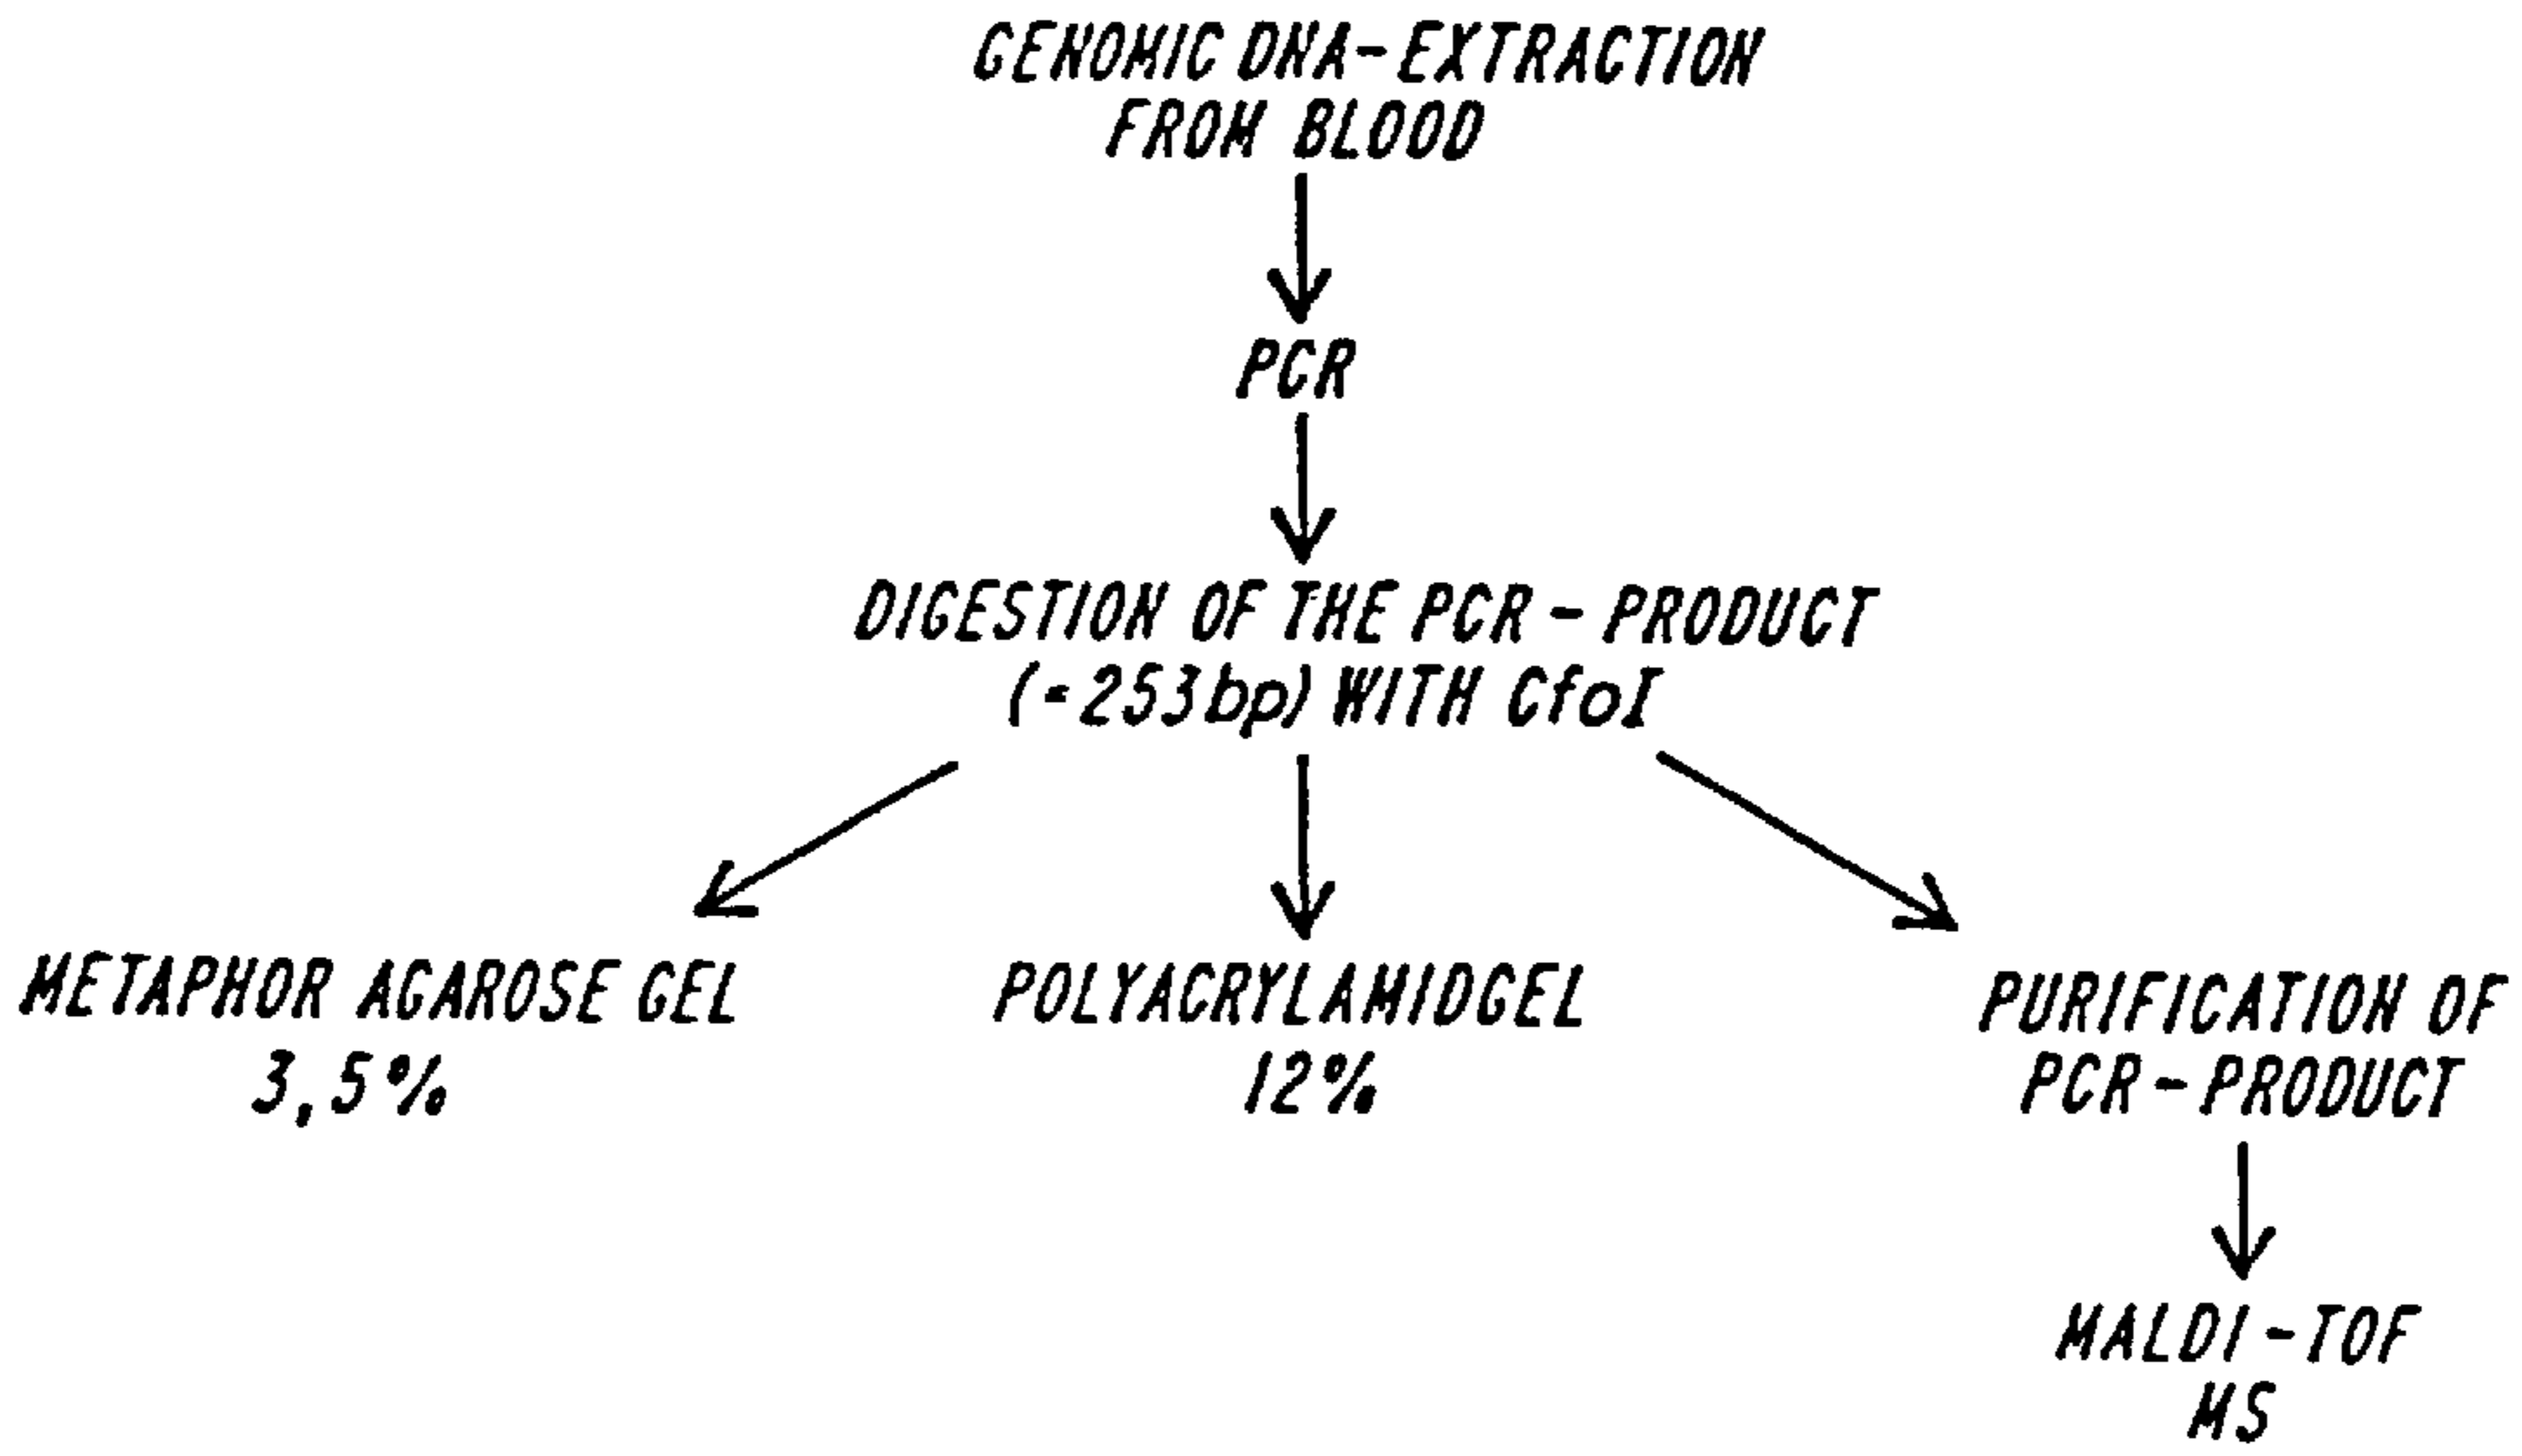 GENOMIC DNA-EXTRACTION
FROM BLOOD
PCR
DIGESTION OF THE PCR - PRODUCT
(=253bp) WITH CfoI
METAPHOR AGAROSE GEL
3,5%
POLYACRYLAMIDGEL
12%
PURIFICATION OF
PCR - PRODUCT
MALDI - TOF
MS